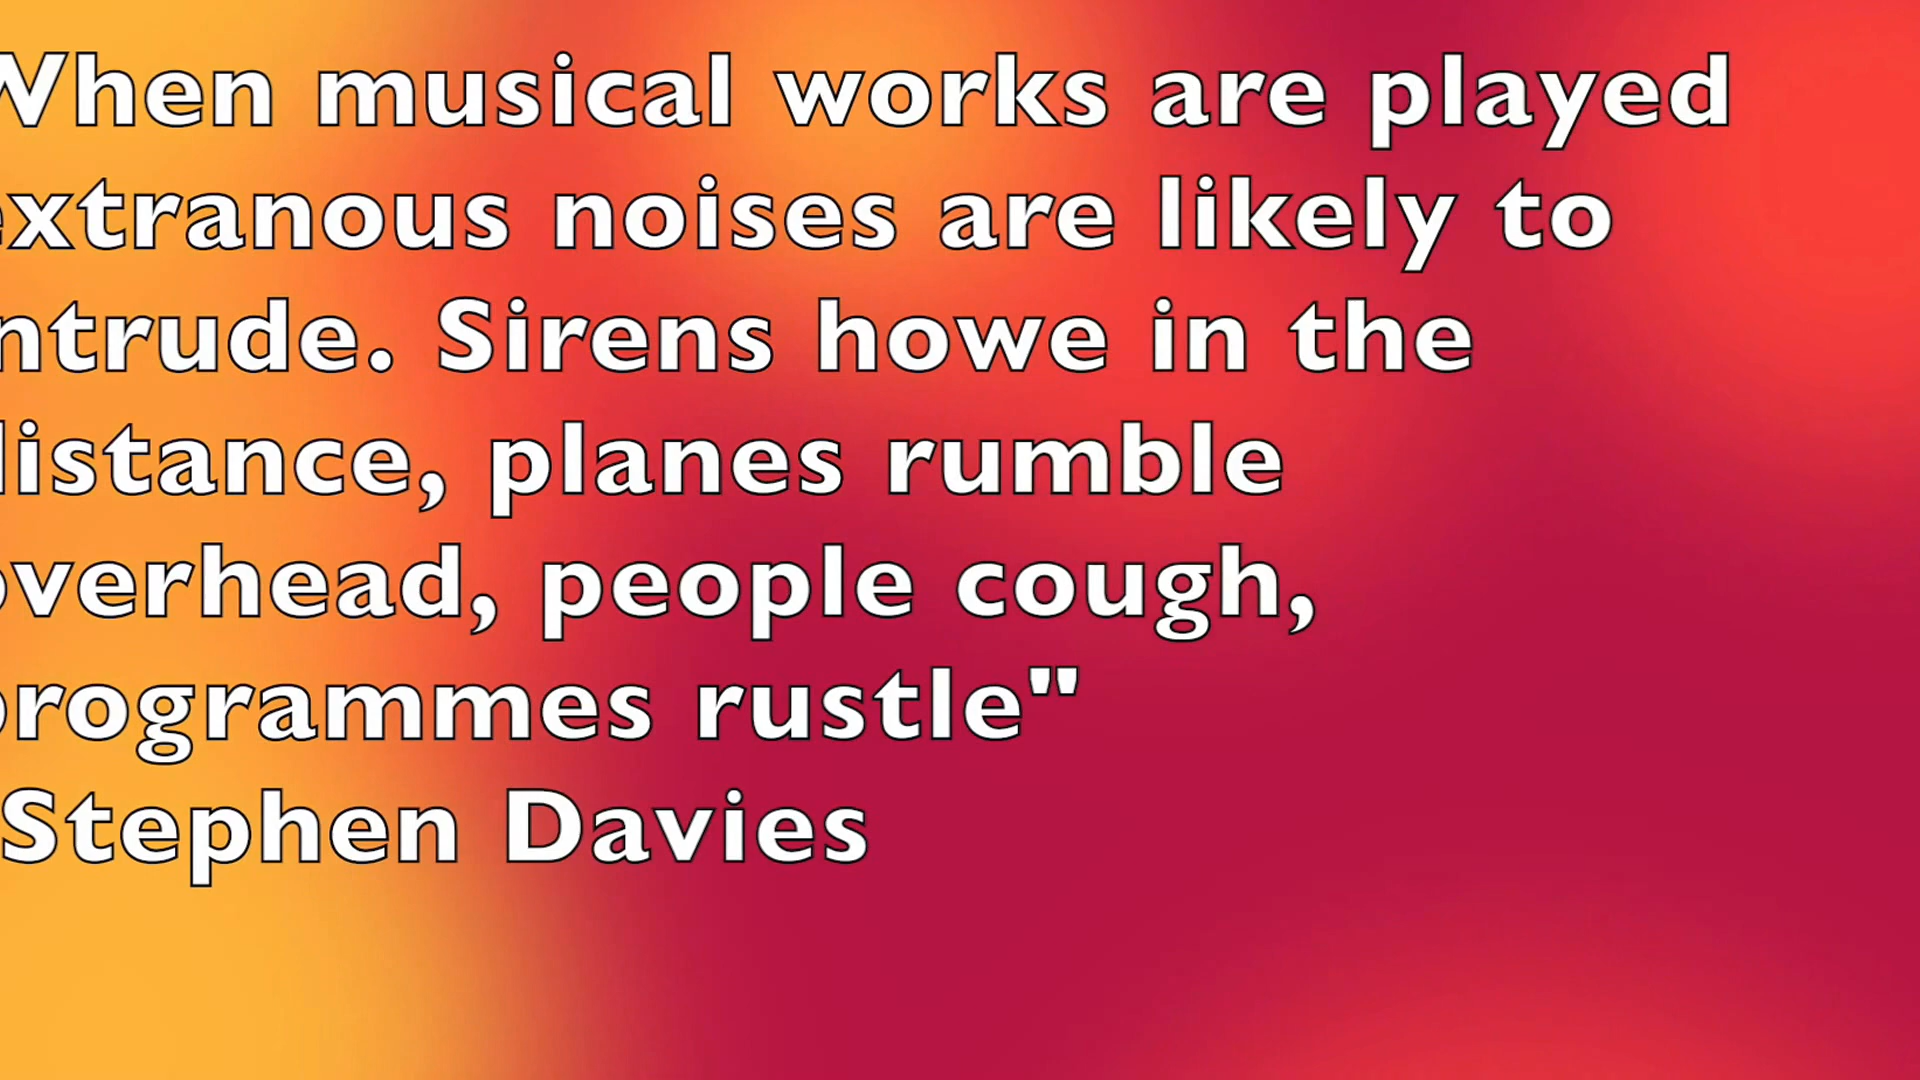 When musical works are played
extranous noises are likely to
ntrude. Sirens howe in the
distance, planes rumble
overhead, people cough,
programmes rustle"
Stephen Davies